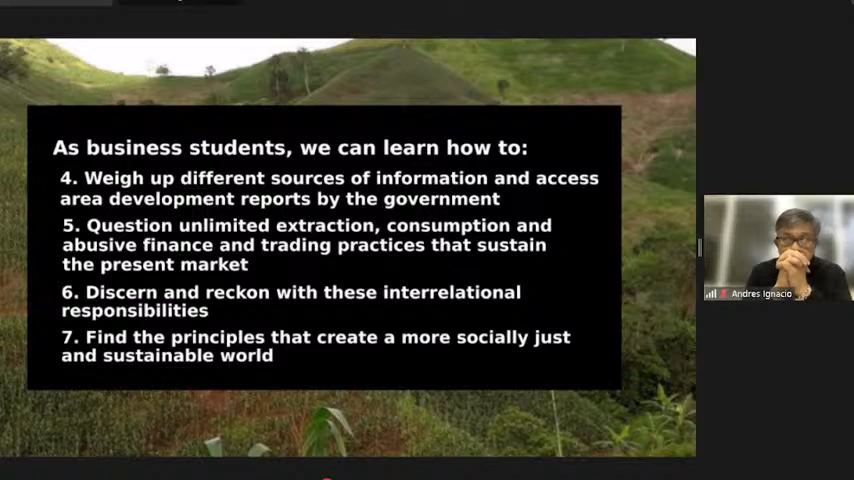 As business students, we can learn how to:
4. Weigh up different sources of information and access
area development reports by the government
5. Question unlimited extraction, consumption and
abusive finance and trading practices that sustain
the present market
6. Discern and reckon with these interrelational
responsibilities
7. Find the principles that create a more socially just
and sustainable world
Andres Ignacio